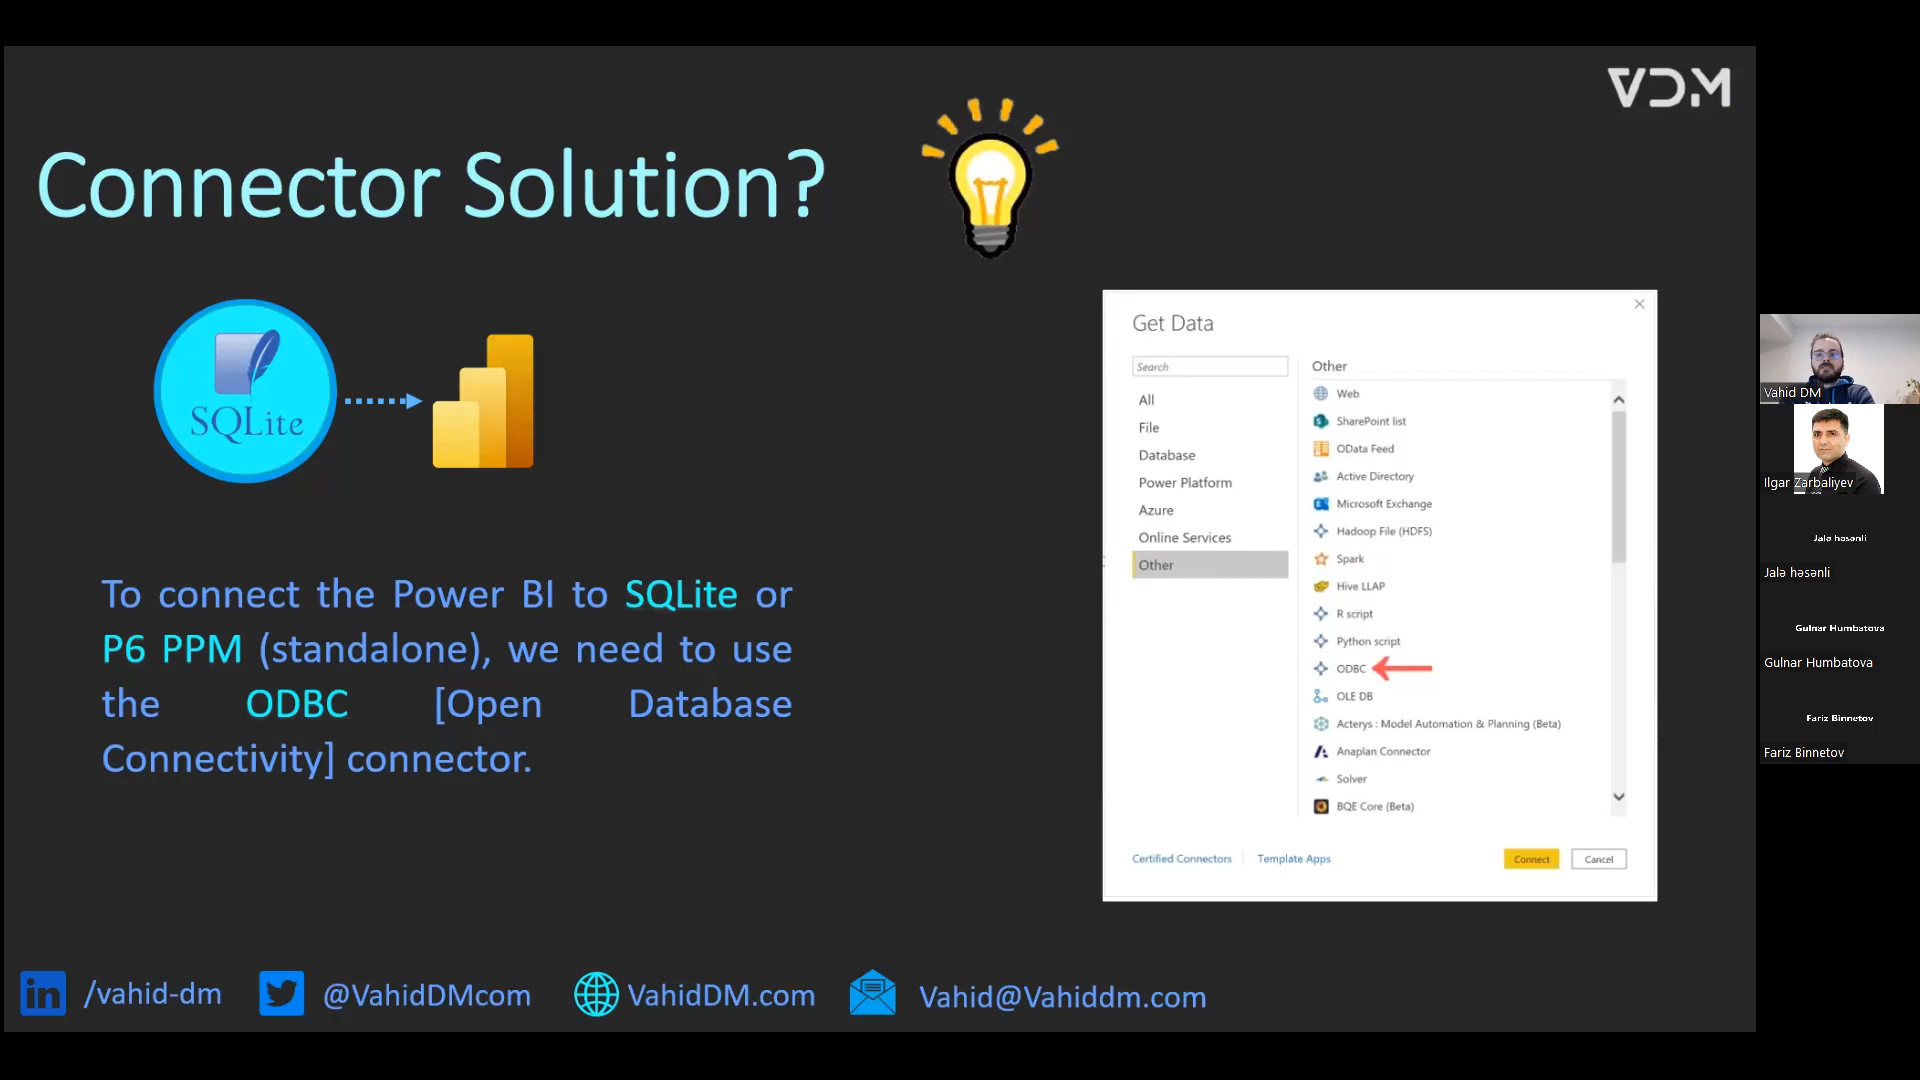 VDM
Connector Solution?
SQLite
To connect the Power BI to SQLite or
P6 PPM (standalone), we need to use
the ODBC [Open Database
Connectivity] connector.
Get Data
Search
All
File
Database
Power Platform
Azure
Online Services
Other
Other
Web
SharePoint list
OData Feed
Active Directory
Microsoft Exchange
Hadoop File (HDFS)
Spark
Hive LLAP
R script
Python script
ODBC
OLE DB
Acterys : Model Automation & Planning (Beta)
Anaplan Connector
Solver
BQE Core (Beta)
Certified Connectors
Template Apps
Connect
Cancel
in /vahid-dm
@VahidDMcom
VahidDM.com
Vahid@Vahiddm.com
Vahid DM
Ilgar Zarbaliyev
Jalə həsənli
Jalə həsənli
Gulnar Humbatova
Gulnar Humbatova
Fariz Binnetov
Fariz Binnetov